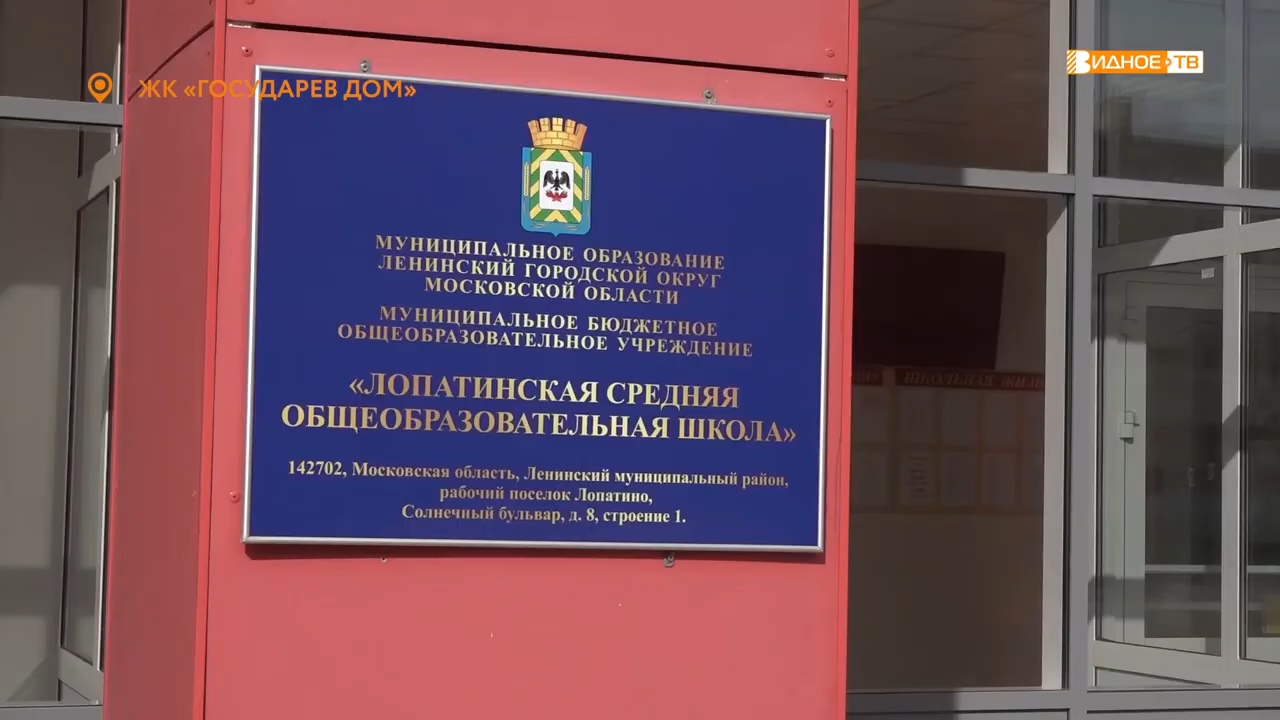 ЖК «ГОСУДАРЕВ ДОМ»
ВИДНОЕ ТВ
МУНИЦИПАЛЬНОЕ ОБРАЗОВАНИЕ
ЛЕНИНСКИЙ ГОРОДСКОЙ ОКРУГ
МОСКОВСКОЙ ОБЛАСТИ
МУНИЦИПАЛЬНОЕ БЮДЖЕТНОЕ
ОБЩЕОБРАЗОВАТЕЛЬНОЕ УЧРЕЖДЕНИЕ
«ЛОПАТИНСКАЯ СРЕДНЯЯ
ОБЩЕОБРАЗОВАТЕЛЬНАЯ ШКОЛА»
142702, Московская область, Ленинский муниципальный район,
рабочий поселок Лопатино,
Солнечный бульвар, д. 8, строение 1.
ШКОЛЬНАЯ